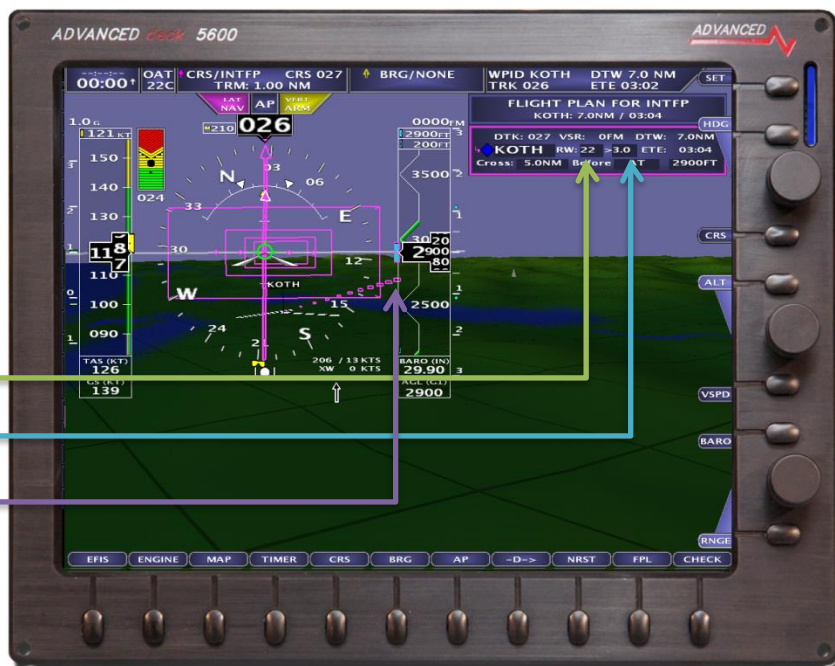 ADVANCED deck 5600
ADVANCED
--:--:--
00:00↑
OAT
22C
CRS/INTFP CRS 027
TRM: 1.00 NM
BRG/NONE
WPID KOTH DTW 7.0 NM
TRK 026 ETE 03:02
SET
LAT
NAV
AP
VERT
ARM
FLIGHT PLAN FOR INTFP
KOTH: 7.0NM / 03:04
HDG
1.0 G
121 KT
210
026
0000FM
2900FT
200FT
DTK: 027 VSR: 0FM DTW: 7.0NM
KOTH RW: 22 >3.0 ETE: 03:04
Cross: 5.0NM Before AT 2900FT
150
140
130
110
100
090
024
N
03
06
33
E
30
12
KOTH
W
15
24
S
21
3500
2500
CRS
ALT
TAS (KT)
126
GS (KT)
139
206 / 13 KTS
XW 0 KTS
BARO (IN)
29.90
AGL (G1)
2900
VSPD
BARO
RNGE
EFIS ENGINE MAP TIMER CRS BRG AP -D-> NRST FPL CHECK